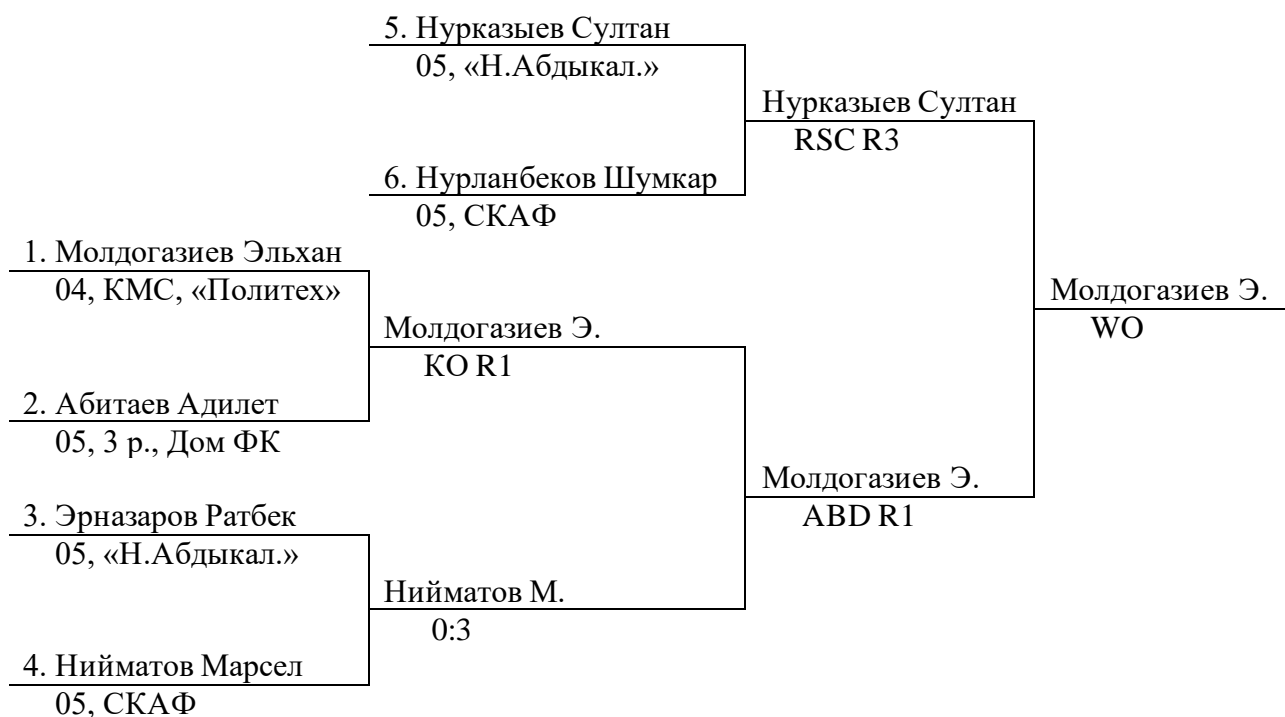 5. Нурказыев Султан
05, «Н.Абдыкал.»
Нурказыев Султан
RSC R3
6. Нурланбеков Шумкар
05, СКАФ
1. Молдогазиев Эльхан
04, КМС, «Политех»
Молдогазиев Э.
WO
Молдогазиев Э.
КО R1
2. Абитаев Адилет
05, 3 р., Дом ФК
Молдогазиев Э.
ABD R1
3. Эрназаров Ратбек
05, «Н.Абдыкал.»
Нийматов М.
0:3
4. Нийматов Марсел
05, СКАФ